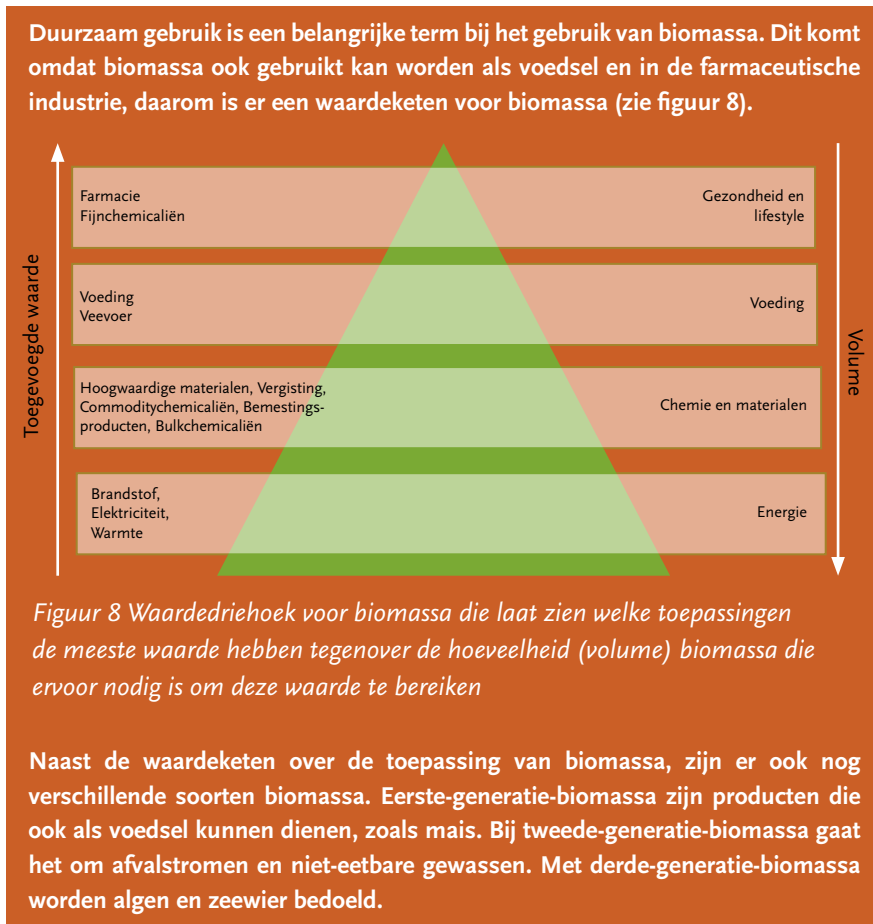 Duurzaam gebruik is een belangrijke term bij het gebruik van biomassa. Dit komt
omdat biomassa ook gebruikt kan worden als voedsel en in de farmaceutische
industrie, daarom is er een waardeketen voor biomassa (zie figuur 8).
Toegevoegde waarde
Farmacie
Fijnchemicaliën
Gezondheid en
lifestyle
Voeding
Veevoer
Voeding
Hoogwaardige materialen, Vergisting,
Commoditychemicaliën, Bemestings-
producten, Bulkchemicaliën
Chemie en materialen
Brandstof,
Elektriciteit,
Warmte
Energie
Volume
Figuur 8 Waardedriehoek voor biomassa die laat zien welke toepassingen
de meeste waarde hebben tegenover de hoeveelheid (volume) biomassa die
ervoor nodig is om deze waarde te bereiken
Naast de waardeketen over de toepassing van biomassa, zijn er ook nog
verschillende soorten biomassa. Eerste-generatie-biomassa zijn producten die
ook als voedsel kunnen dienen, zoals mais. Bij tweede-generatie-biomassa gaat
het om afvalstromen en niet-eetbare gewassen. Met derde-generatie-biomassa
worden algen en zeewier bedoeld.